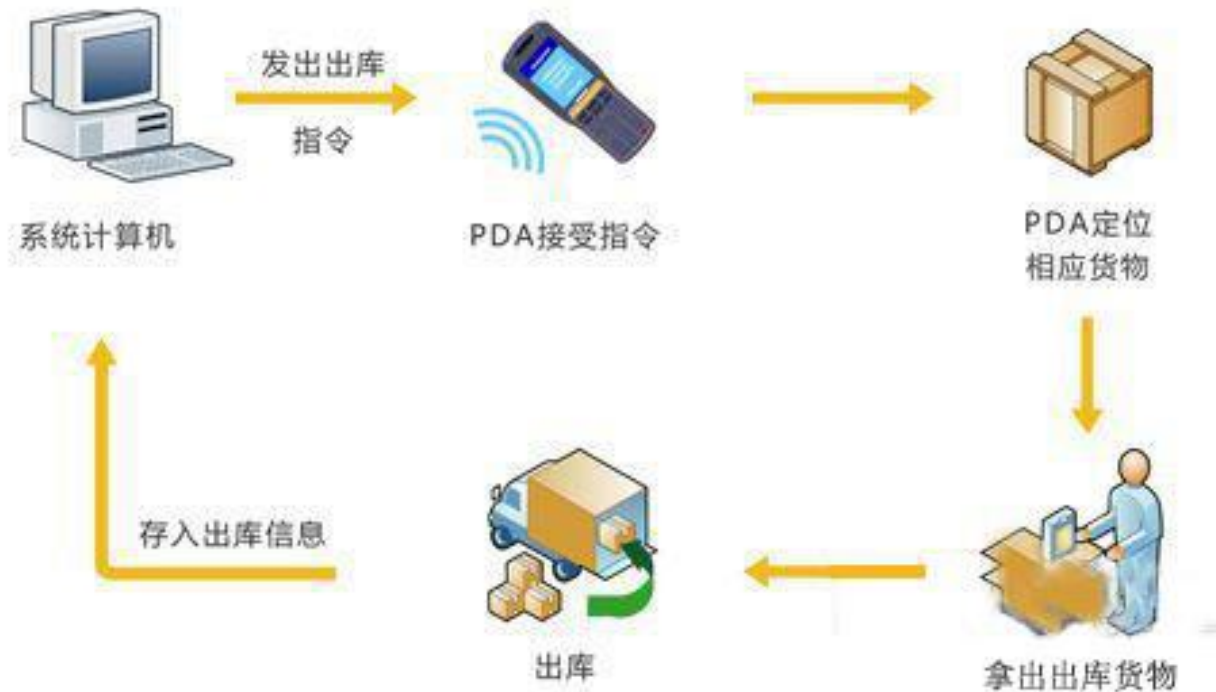 发出出库
指令
系统计算机
PDA接受指令
PDA定位
相应货物
存入出库信息
出库
拿出出库货物